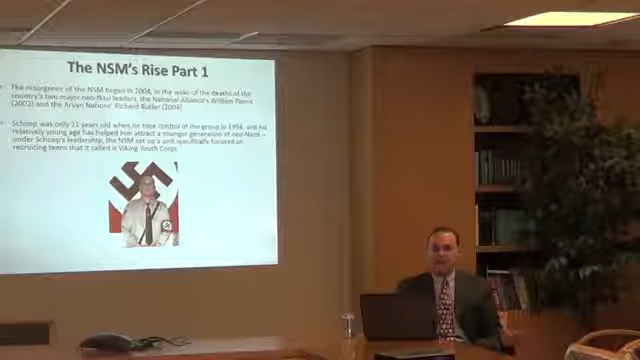 The NSM's Rise Part 1
The resurgence of the NSM began in 2004, in the wake of the deaths of the
country's two major neo-Nazi leaders, the National Alliance's William Pierce
(2002) and the Aryan Nations' Richard Butler (2004)
Schoep was only 21 years old when he took control of the group in 1994, and his
relatively young age has helped him attract a younger generation of neo-Nazis –
under Schoep's leadership, the NSM set up a unit specifically focused on
recruiting teens that it called is Viking Youth Corps